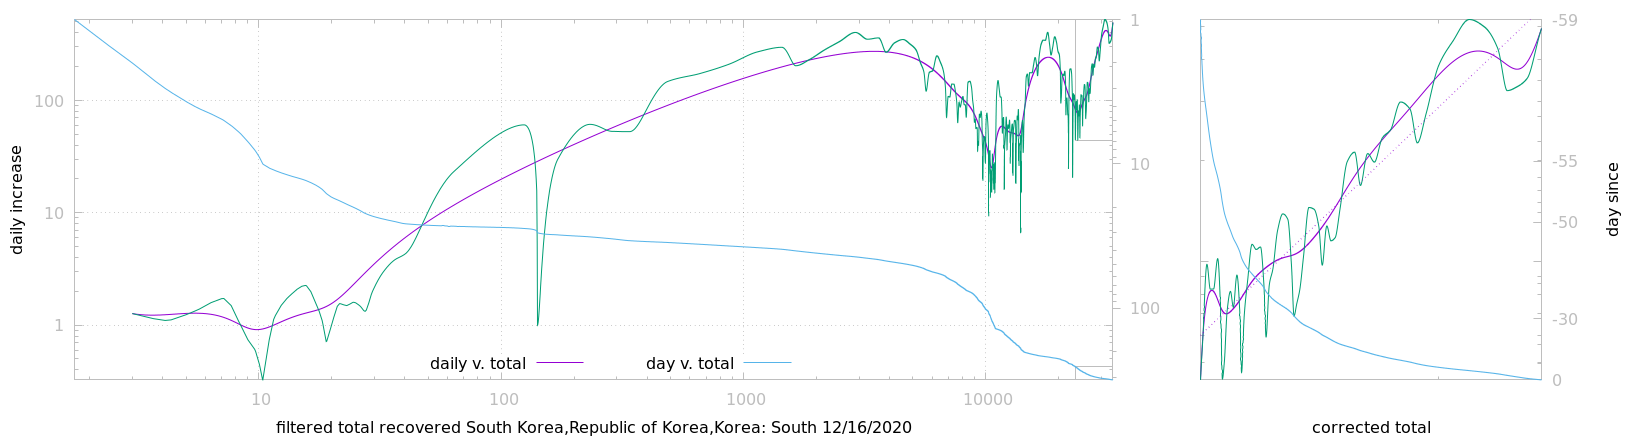 1
-59
100
daily increase
10
-55
10
-50
day since
100
-30
1
daily v. total
day v. total
0
10
100
1000
10000
filtered total recovered South Korea,Republic of Korea,Korea: South 12/16/2020
corrected total